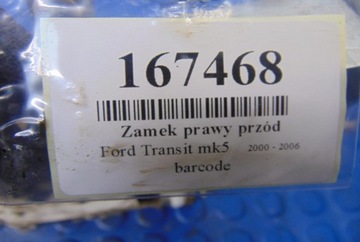 167468
Zamek prawy przód
Ford Transit mk5 2000 - 2006
barcode